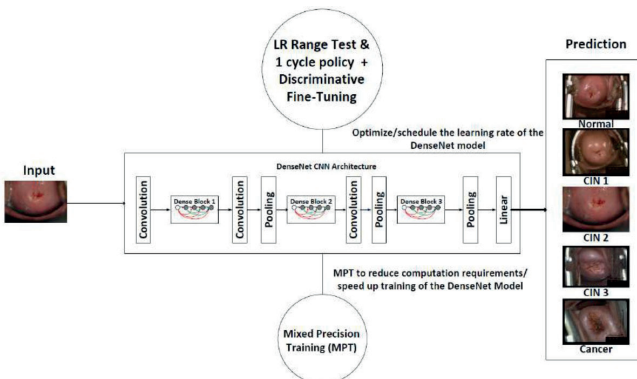 LR Range Test &
1 cycle policy +
Discriminative
Fine-Tuning
Prediction
Normal
Optimize/schedule the learning rate of the
DenseNet model
Input
DenseNet CNN Architecture
Convolution
Dense Block 1
Convolution
Pooling
Dense Block 2
Convolution
Pooling
Dense Block 3
Pooling
Linear
CIN 1
CIN 2
MPT to reduce computation requirements/
speed up training of the DenseNet Model
CIN 3
Mixed Precision
Training (MPT)
Cancer